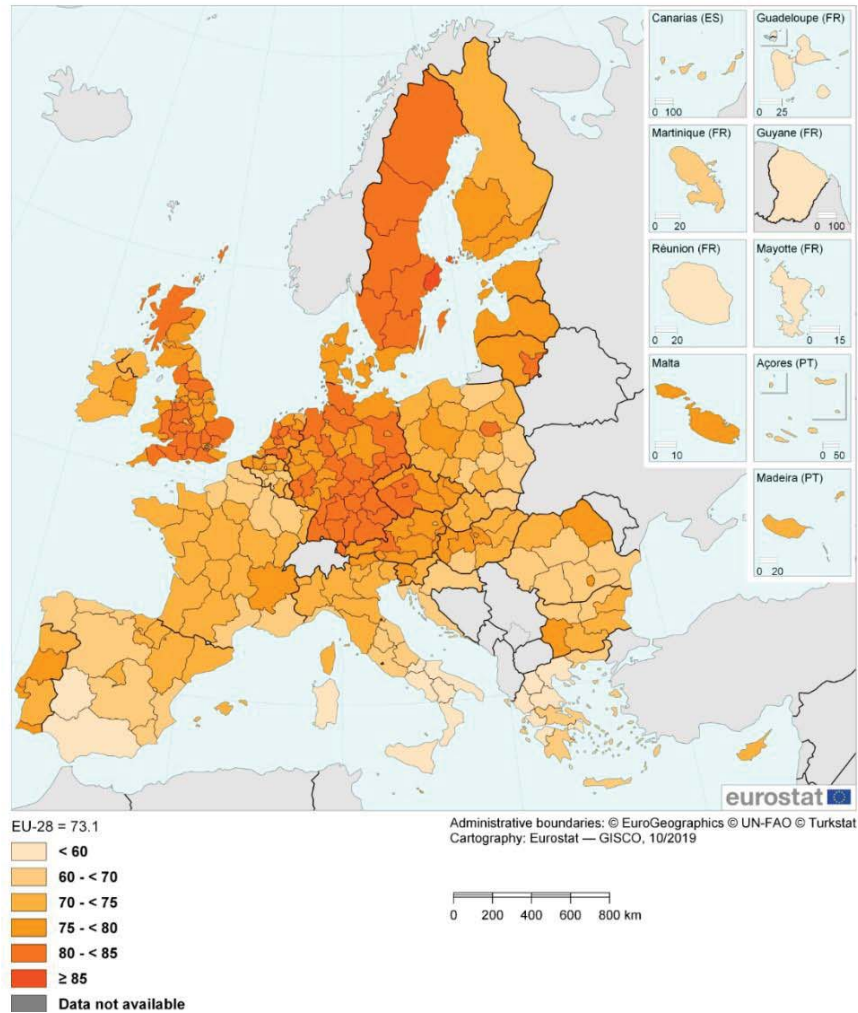 Canarias (ES)
0 100
Guadeloupe (FR)
0 25
Martinique (FR)
0 20
Guyane (FR)
0 100
Réunion (FR)
0 20
Mayotte (FR)
0 15
Malta
0 10
Açores (PT)
0 50
Madeira (PT)
0 20
eurostat
EU-28 = 73.1
< 60
60 - < 70
70 - < 75
75 - < 80
80 - < 85
≥ 85
Data not available
Administrative boundaries: © EuroGeographics © UN-FAO © Turkstat
Cartography: Eurostat — GISCO, 10/2019
0 200 400 600 800 km